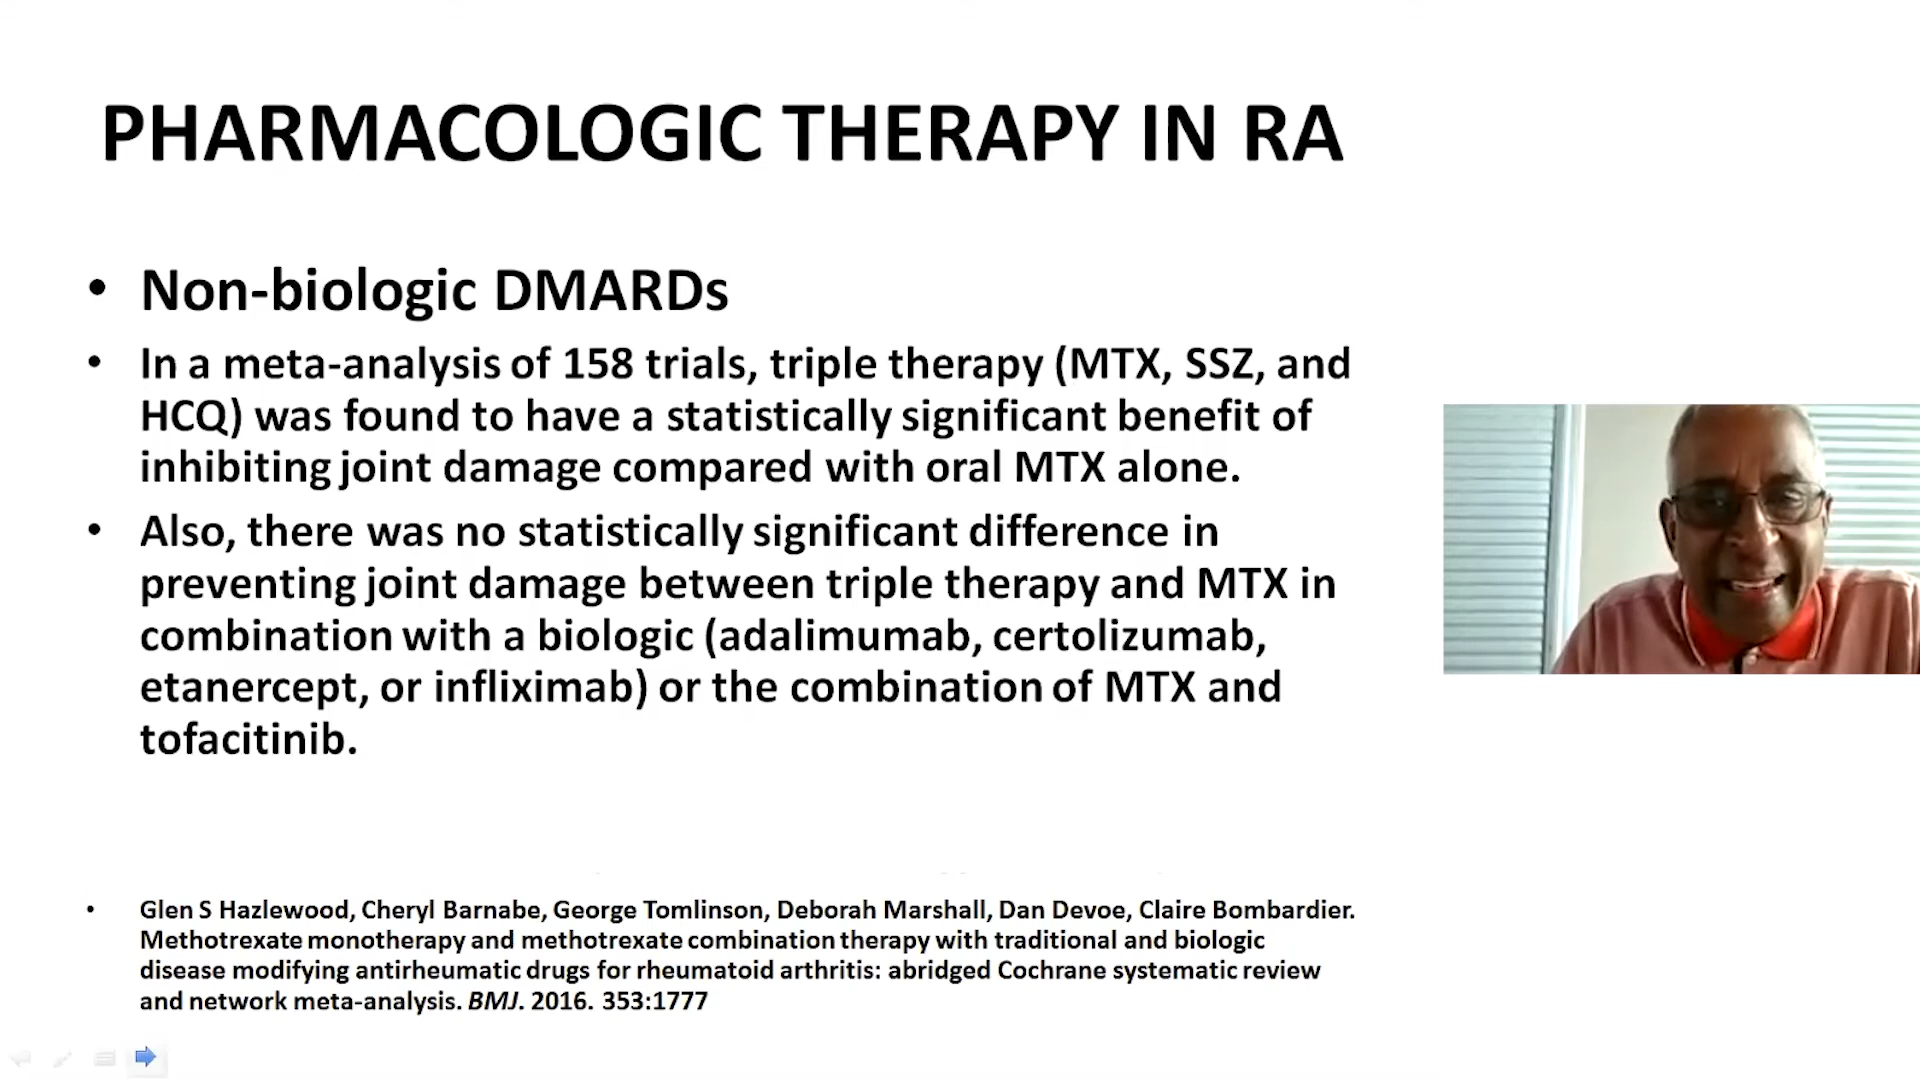 PHARMACOLOGIC THERAPY IN RA
• Non-biologic DMARDs
• In a meta-analysis of 158 trials, triple therapy (MTX, SSZ, and
HCQ) was found to have a statistically significant benefit of
inhibiting joint damage compared with oral MTX alone.
• Also, there was no statistically significant difference in
preventing joint damage between triple therapy and MTX in
combination with a biologic (adalimumab, certolizumab,
etanercept, or infliximab) or the combination of MTX and
tofacitinib.
• Glen S Hazlewood, Cheryl Barnabe, George Tomlinson, Deborah Marshall, Dan Devoe, Claire Bombardier.
Methotrexate monotherapy and methotrexate combination therapy with traditional and biologic
disease modifying antirheumatic drugs for rheumatoid arthritis: abridged Cochrane systematic review
and network meta-analysis. BMJ. 2016. 353:1777